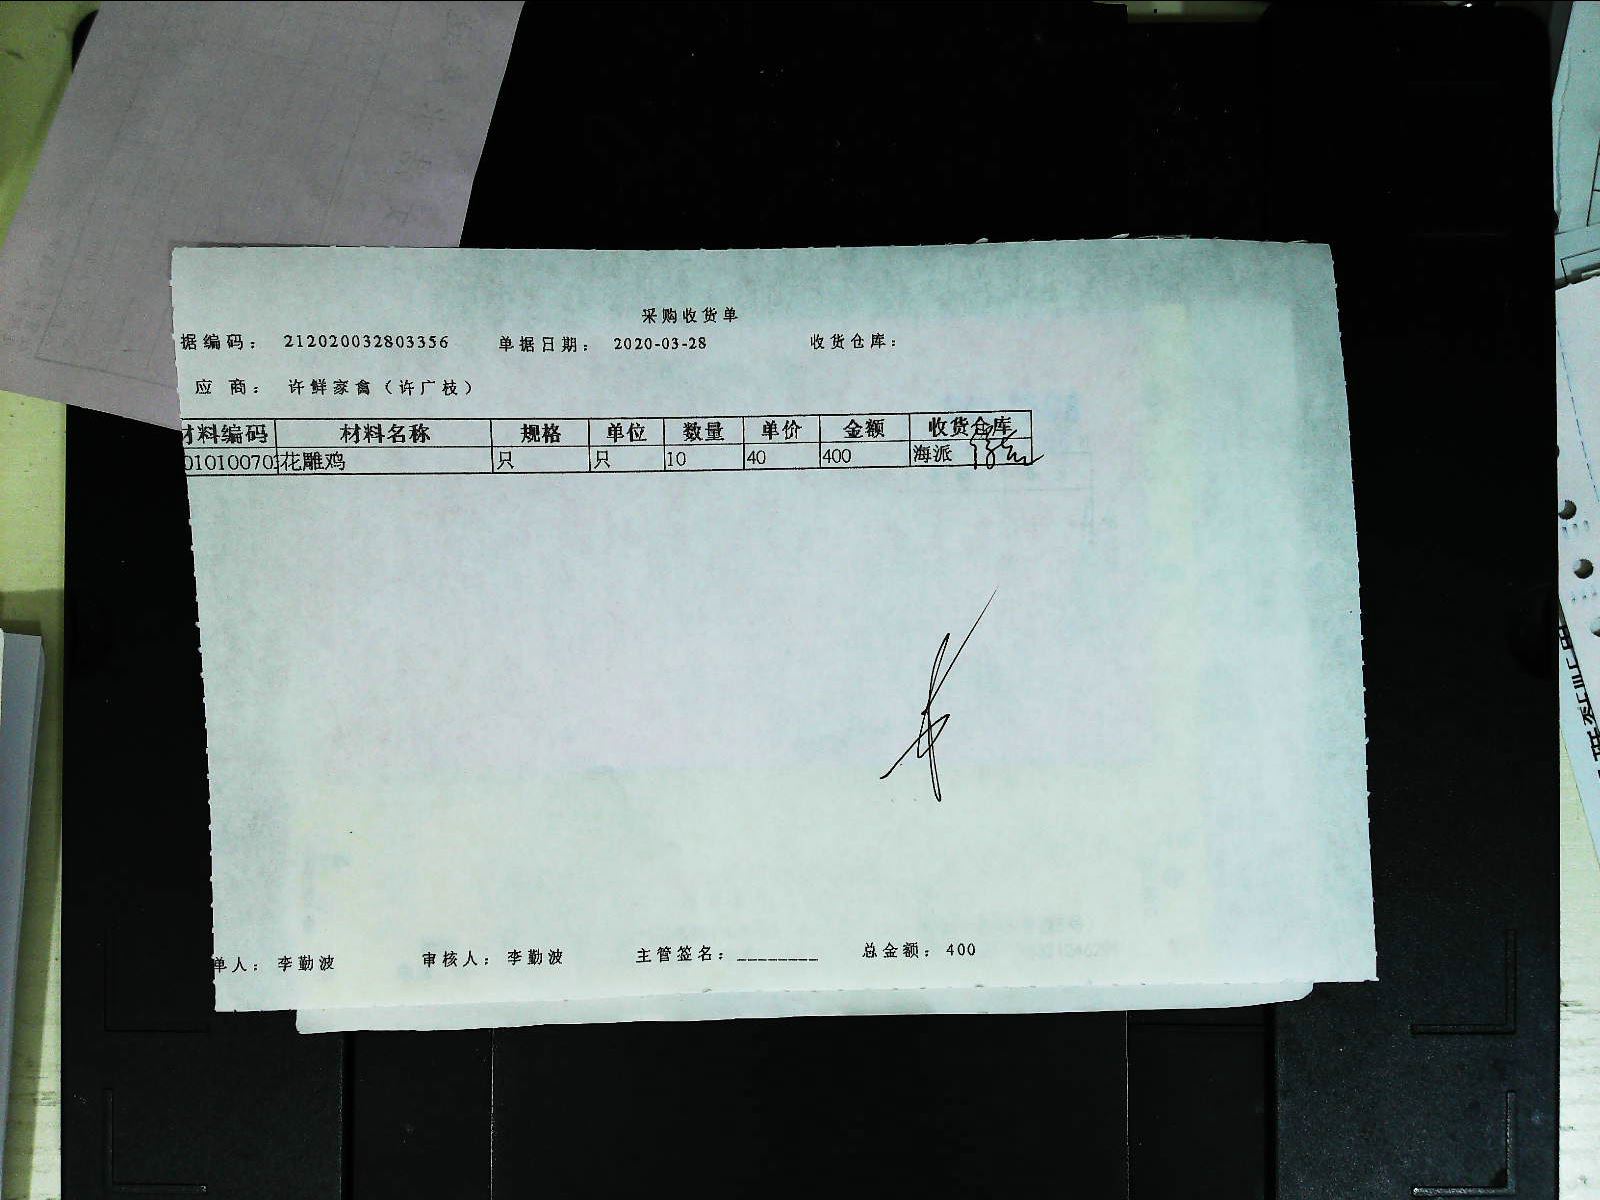 采购收货单
据编码： 212020032803356 单据日期： 2020-03-28 收货仓库：
应 商： 许鲜家禽（许广枝）
材料编码 材料名称 规格 单位 数量 单价 金额 收货仓库
0101007 花雕鸡 只 只 10 40 400 海派
单人： 李勤波 审核人： 李勤波 主管签名：________ 总金额： 400